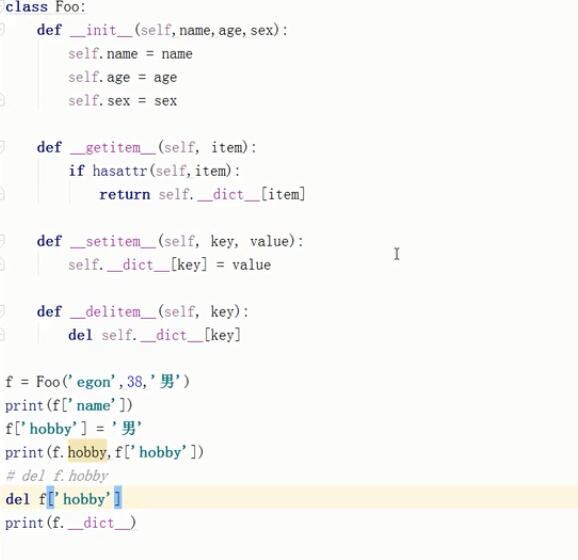 class Foo:
    def __init__(self,name,age,sex):
        self.name = name
        self.age = age
        self.sex = sex

    def __getitem__(self, item):
        if hasattr(self,item):
            return self.__dict__[item]

    def __setitem__(self, key, value):
        self.__dict__[key] = value

    def __delitem__(self, key):
        del self.__dict__[key]

f = Foo('egon',38,'男')
print(f['name'])
f['hobby'] = '男'
print(f.hobby,f['hobby'])
# del f.hobby
del f['hobby']
print(f.__dict__)